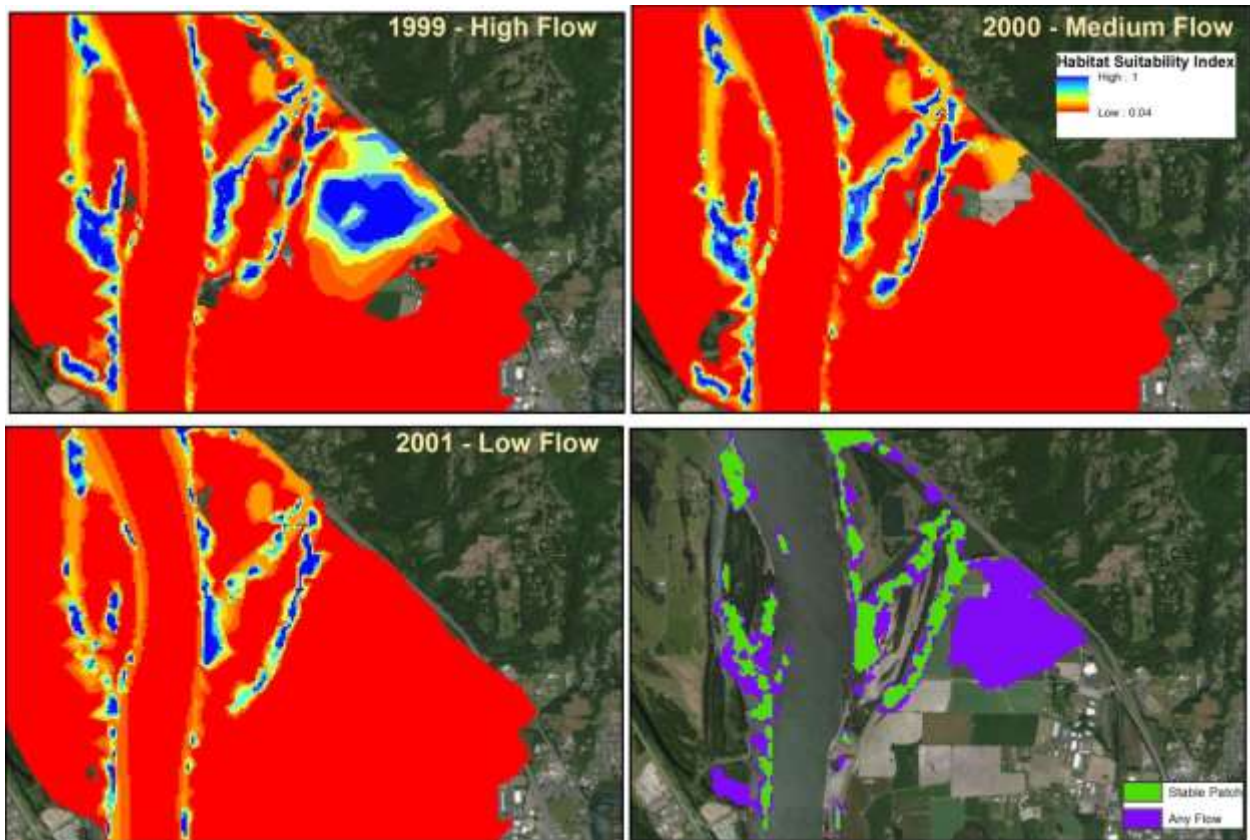 1999 - High Flow
2000 - Medium Flow
Habitat Suitability Index
High : 1
Low : 0.04
2001 - Low Flow
Stable Patch
Any Flow